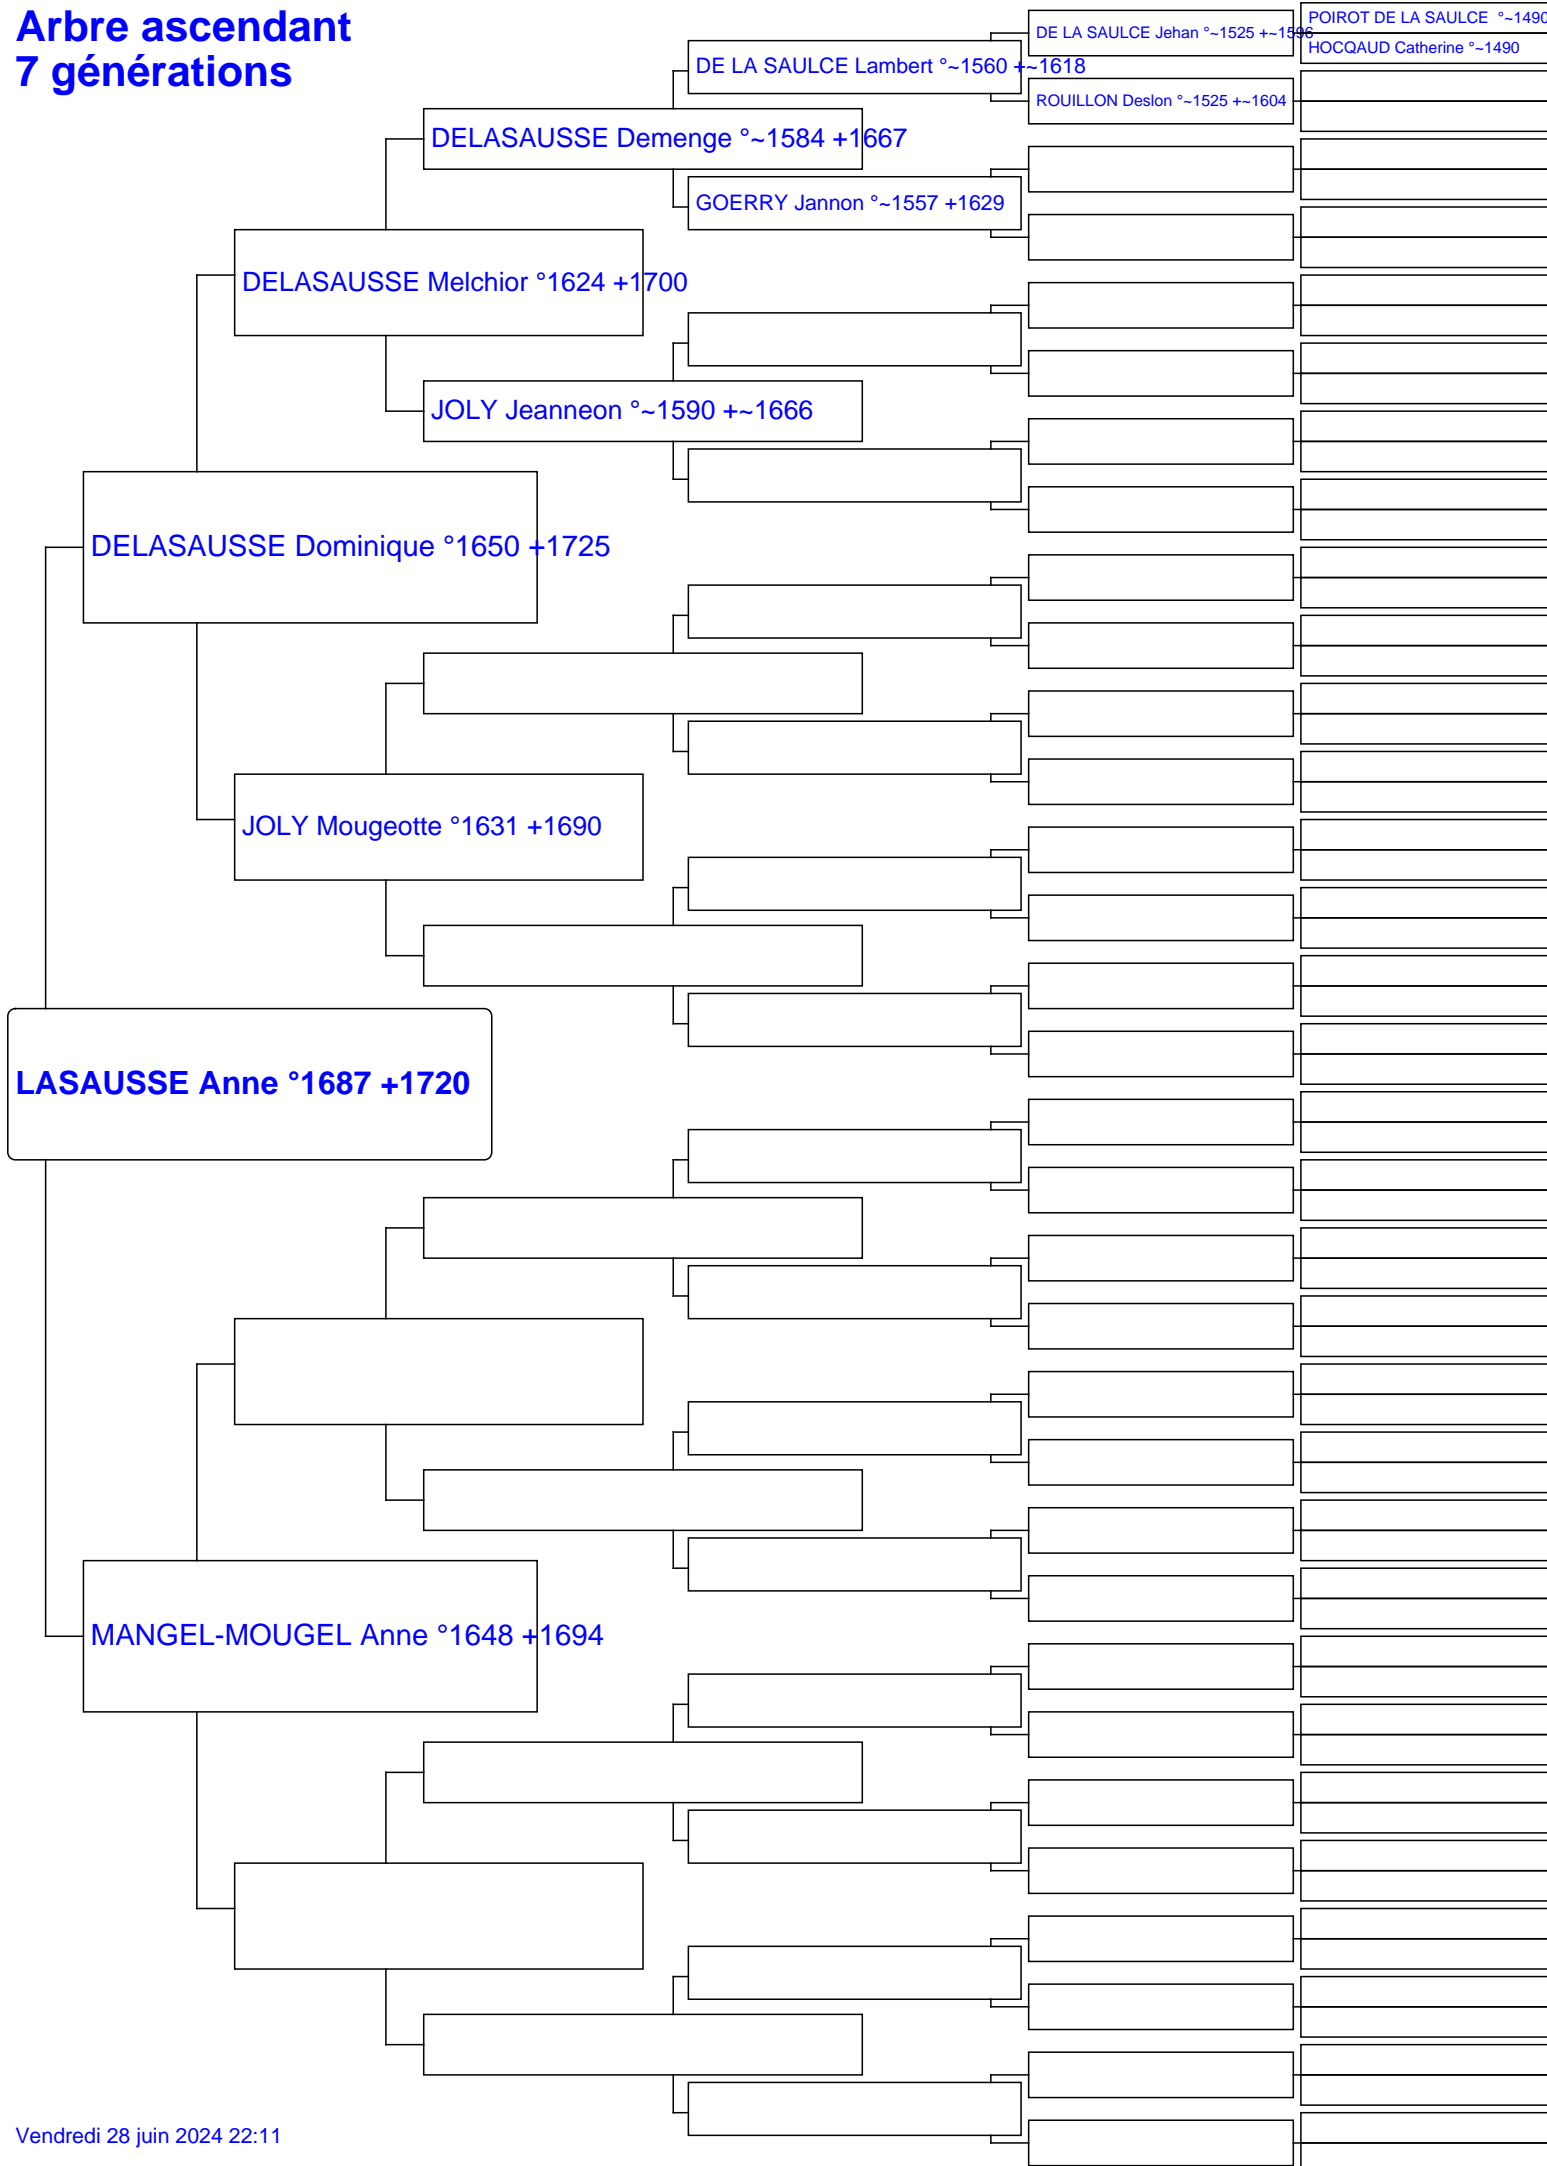 Arbre ascendant
7 générations
POIROT DE LA SAULCE °~1490
DE LA SAULCE Jehan °~1525 +~1596
HOCQAUD Catherine °~1490
DE LA SAULCE Lambert °~1560 +~1618
ROUILLON Deslon °~1525 +~1604
DELASAUSSE Demenge °~1584 +1667
GOERRY Jannon °~1557 +1629
DELASAUSSE Melchior °1624 +1700
JOLY Jeanneon °~1590 +~1666
DELASAUSSE Dominique °1650 +1725
JOLY Mougeotte °1631 +1690
LASAUSSE Anne °1687 +1720
MANGEL-MOUGEL Anne °1648 +1694
Vendredi 28 juin 2024 22:11